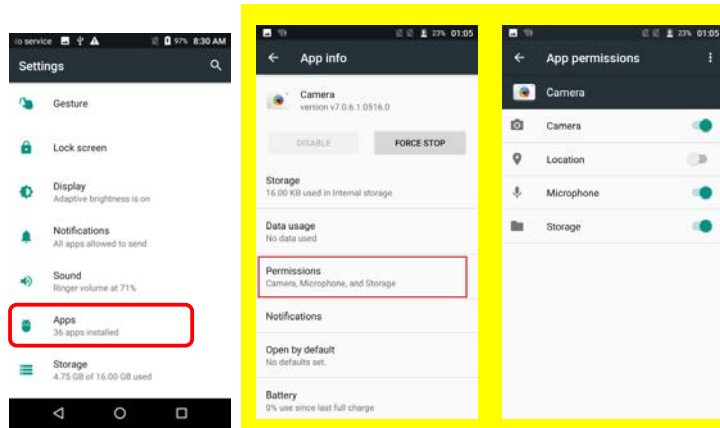 io service 97% 8:30 AM
Settings
Gesture
Lock screen
Display
Adaptive brightness is on
Notifications
All apps allowed to send
Sound
Ringer volume at 71%
Apps
36 apps installed
Storage
4.75 GB of 16.00 GB used
23% 01:05
App info
Camera
version v7.0.6.1.0516.0
DISABLE FORCE STOP
Storage
16.00 KB used in Internal storage
Data usage
No data used
Permissions
Camera, Microphone, and Storage
Notifications
Open by default
No defaults set.
Battery
0% use since last full charge
23% 01:05
App permissions
Camera
Camera
Location
Microphone
Storage